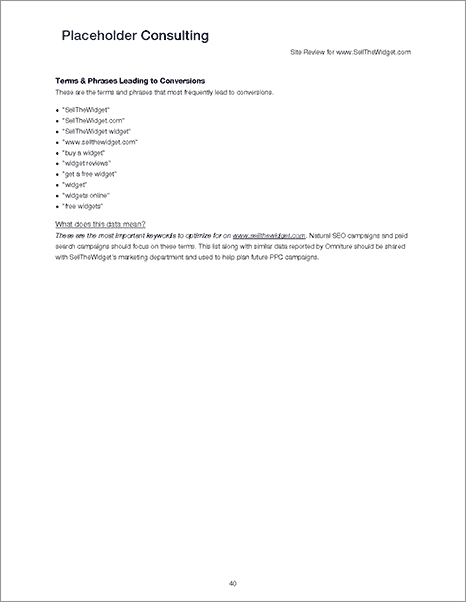 Placeholder Consulting
Site Review for www.SellTheWidget.com
Terms & Phrases Leading to Conversions
These are the terms and phrases that most frequently lead to conversions.
• "SellTheWidget"
• "SellTheWidget.com"
• "SellTheWidget widget"
• "www.sellthewidget.com"
• "buy a widget"
• "widget reviews"
• "get a free widget"
• "widget"
• "widgets online"
• "free widgets"
What does this data mean?
These are the most important keywords to optimize for on www.sellthewidget.com. Natural SEO campaigns and paid
search campaigns should focus on these terms. This list along with similar data reported by Omniture should be shared
with SellTheWidget's marketing department and used to help plan future PPC campaigns.
40